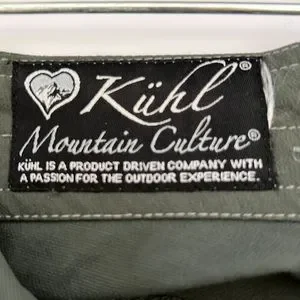 Kühl®
Mountain Culture®
KÜHL IS A PRODUCT DRIVEN COMPANY WITH
A PASSION FOR THE OUTDOOR EXPERIENCE.